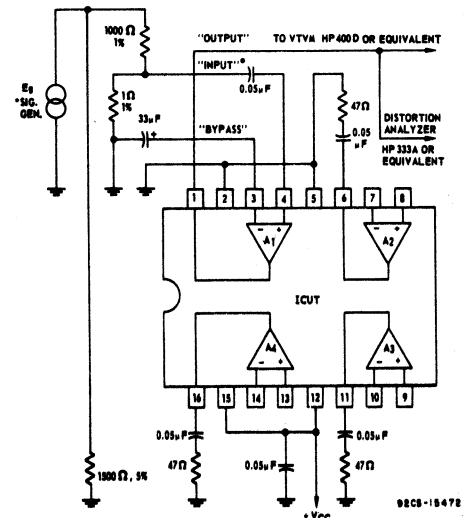 1000 Ω
1%
"OUTPUT"
TO VTVM HP 400D OR EQUIVALENT
"INPUT"*
0.05μF
Eg
*SIG.
GEN.
1Ω
1%
33μF
+
"BYPASS"
47Ω
0.05
μF
DISTORTION
ANALYZER
HP 333A OR
EQUIVALENT
1 2 3 4 5 6 7 8
- + - +
A1 A2
ICUT
A4 A3
- + - +
16 15 14 13 12 11 10 9
0.05μF
47Ω
0.05μF
0.05μF
47Ω
1500 Ω, 5%
+VCC
92CS-15472